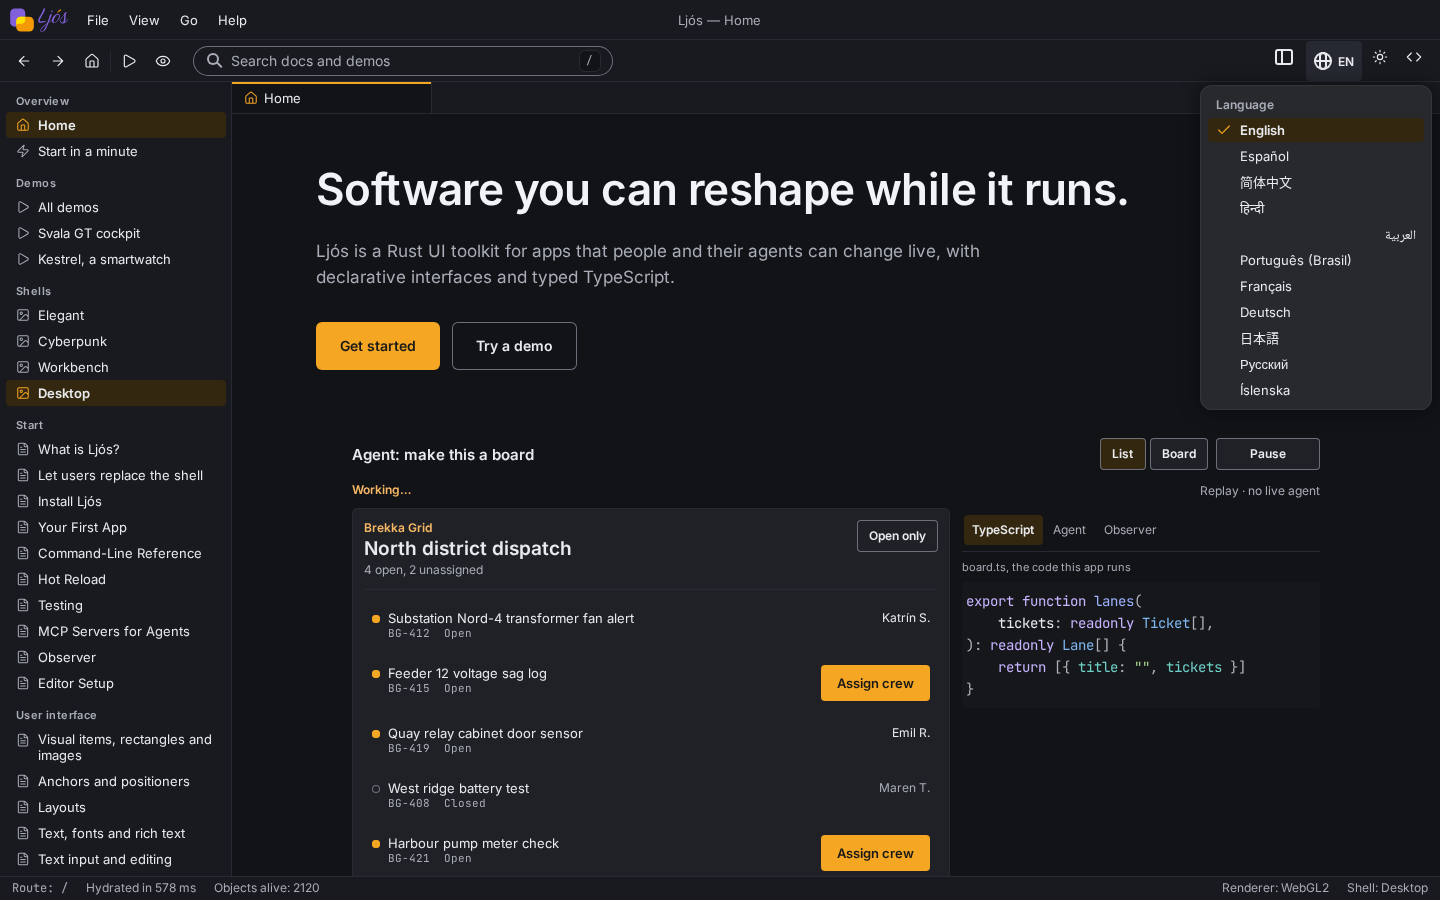 Ljós
File
View
Go
Help
Ljós — Home
Search docs and demos
/
EN
Overview
Home
Start in a minute
Demos
All demos
Svala GT cockpit
Kestrel, a smartwatch
Shells
Elegant
Cyberpunk
Workbench
Desktop
Start
What is Ljós?
Let users replace the shell
Install Ljós
Your First App
Command-Line Reference
Hot Reload
Testing
MCP Servers for Agents
Observer
Editor Setup
User interface
Visual items, rectangles and
images
Anchors and positioners
Layouts
Text, fonts and rich text
Text input and editing
Home
Software you can reshape while it runs.
Ljós is a Rust UI toolkit for apps that people and their agents can change live, with
declarative interfaces and typed TypeScript.
Get started
Try a demo
Language
English
Español
简体中文
हिन्दी
العربية
Português (Brasil)
Français
Deutsch
日本語
Русский
Íslenska
Agent: make this a board
List
Board
Pause
Working...
Replay · no live agent
Brekka Grid
North district dispatch
4 open, 2 unassigned
Open only
Substation Nord-4 transformer fan alert
BG-412 Open
Katrín S.
Feeder 12 voltage sag log
BG-415 Open
Assign crew
Quay relay cabinet door sensor
BG-419 Open
Emil R.
West ridge battery test
BG-408 Closed
Maren T.
Harbour pump meter check
BG-421 Open
Assign crew
TypeScript
Agent
Observer
board.ts, the code this app runs
export function lanes(
    tickets: readonly Ticket[],
): readonly Lane[] {
    return [{ title: "", tickets }]
}
Route: /
Hydrated in 578 ms
Objects alive: 2120
Renderer: WebGL2
Shell: Desktop